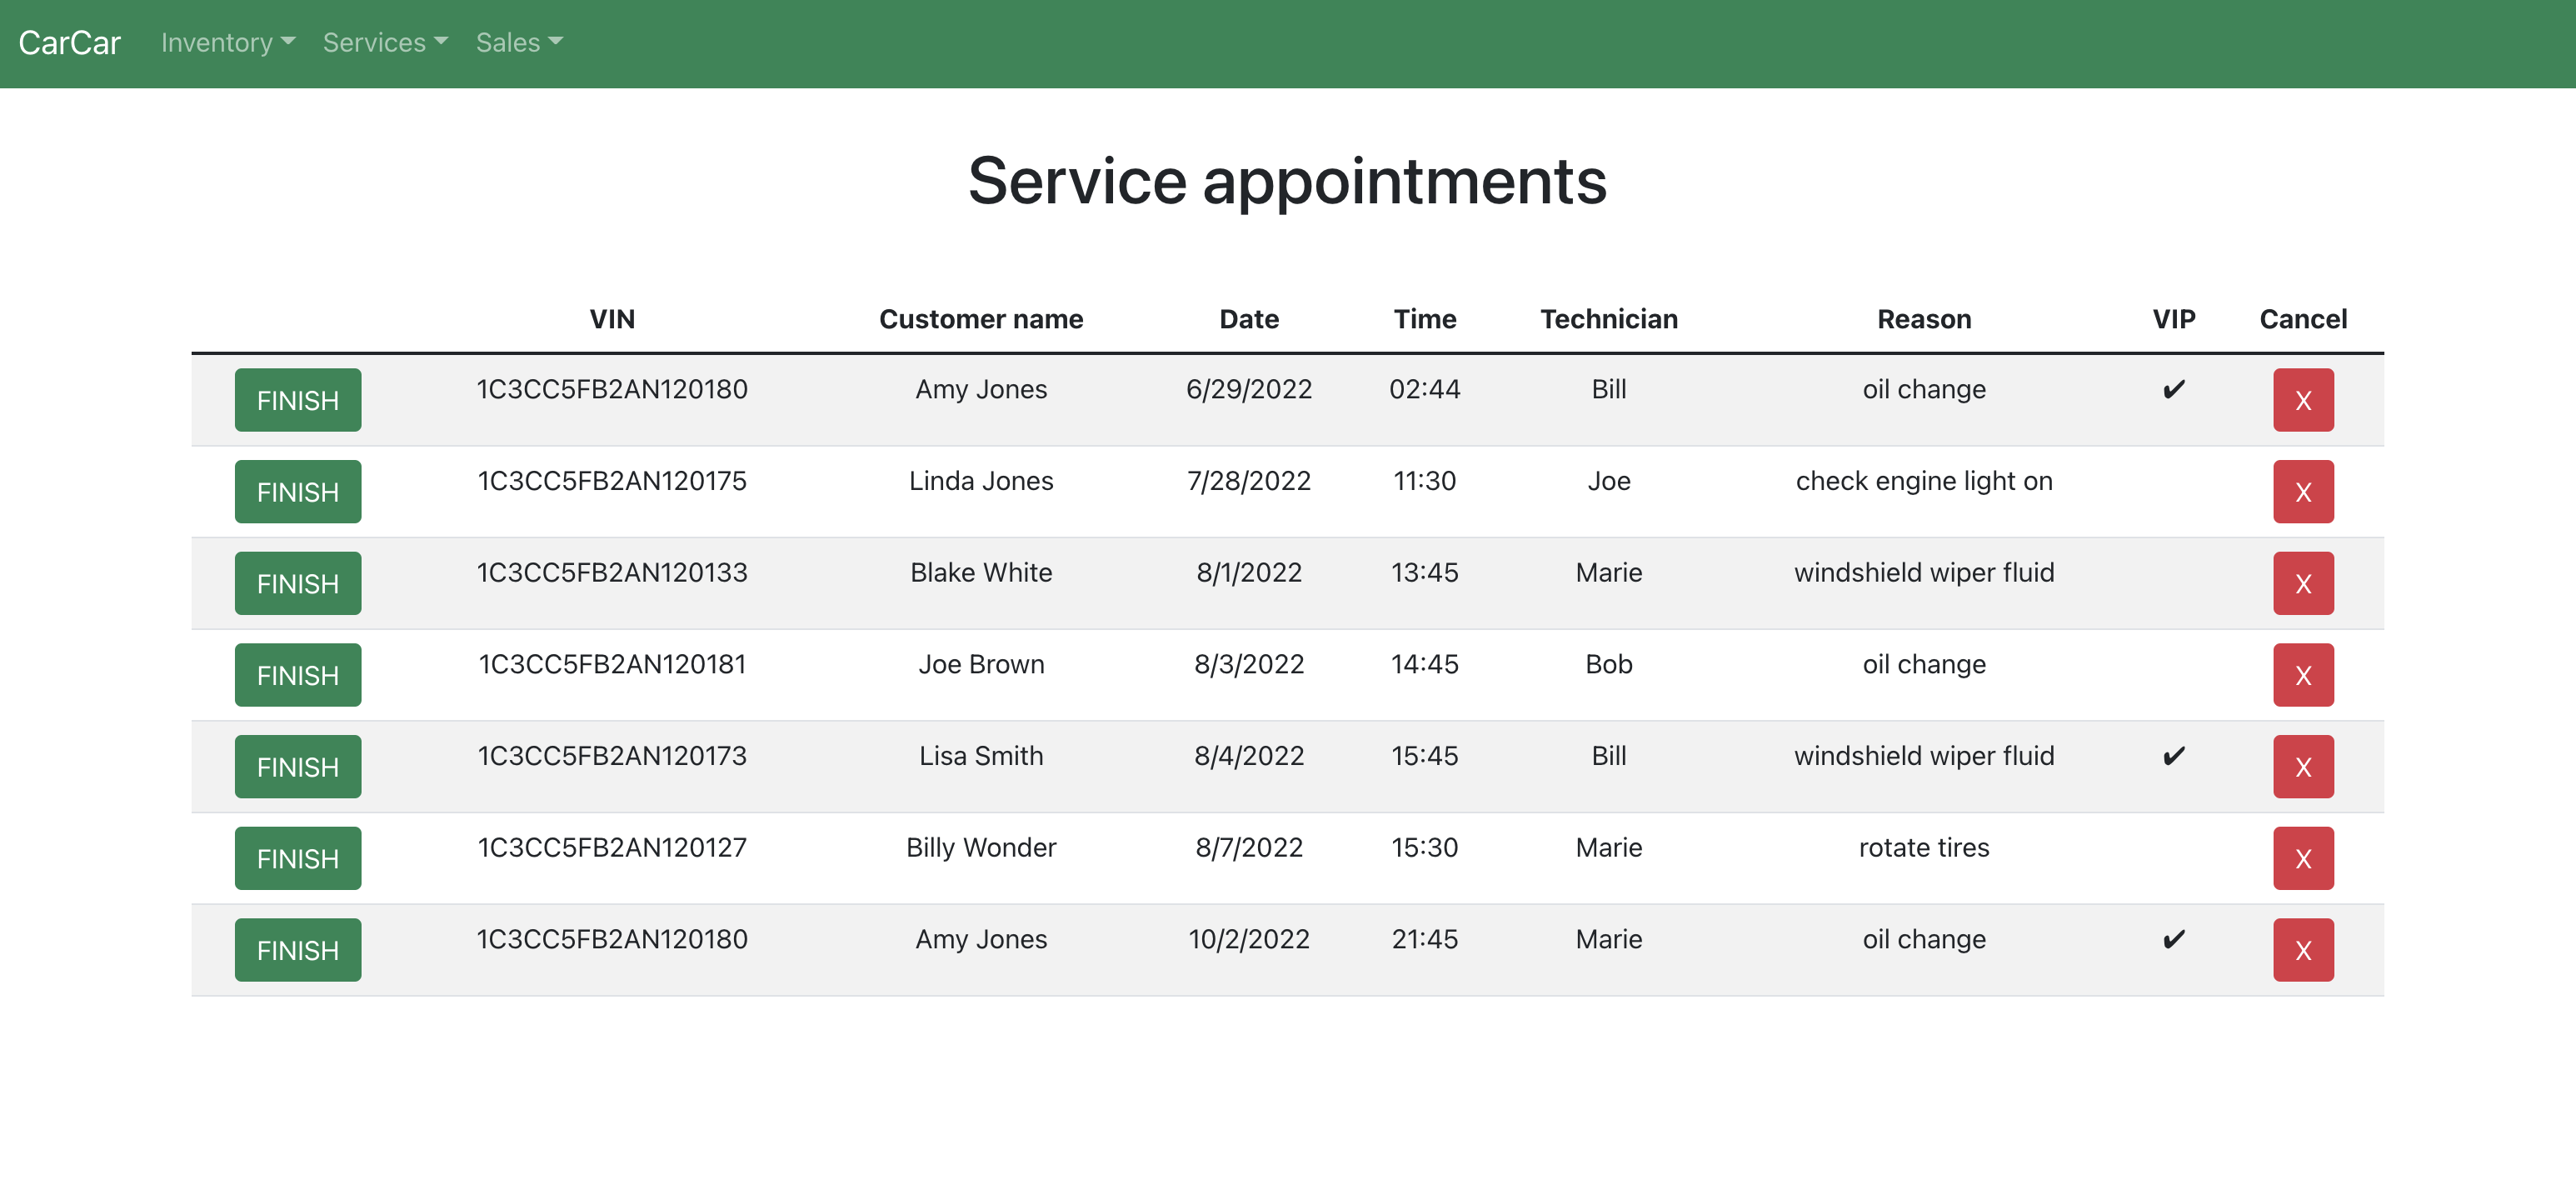 CarCar Inventory Services Sales
Service appointments
VIN Customer name Date Time Technician Reason VIP Cancel
FINISH 1C3CC5FB2AN120180 Amy Jones 6/29/2022 02:44 Bill oil change ✔ X
FINISH 1C3CC5FB2AN120175 Linda Jones 7/28/2022 11:30 Joe check engine light on X
FINISH 1C3CC5FB2AN120133 Blake White 8/1/2022 13:45 Marie windshield wiper fluid X
FINISH 1C3CC5FB2AN120181 Joe Brown 8/3/2022 14:45 Bob oil change X
FINISH 1C3CC5FB2AN120173 Lisa Smith 8/4/2022 15:45 Bill windshield wiper fluid ✔ X
FINISH 1C3CC5FB2AN120127 Billy Wonder 8/7/2022 15:30 Marie rotate tires X
FINISH 1C3CC5FB2AN120180 Amy Jones 10/2/2022 21:45 Marie oil change ✔ X